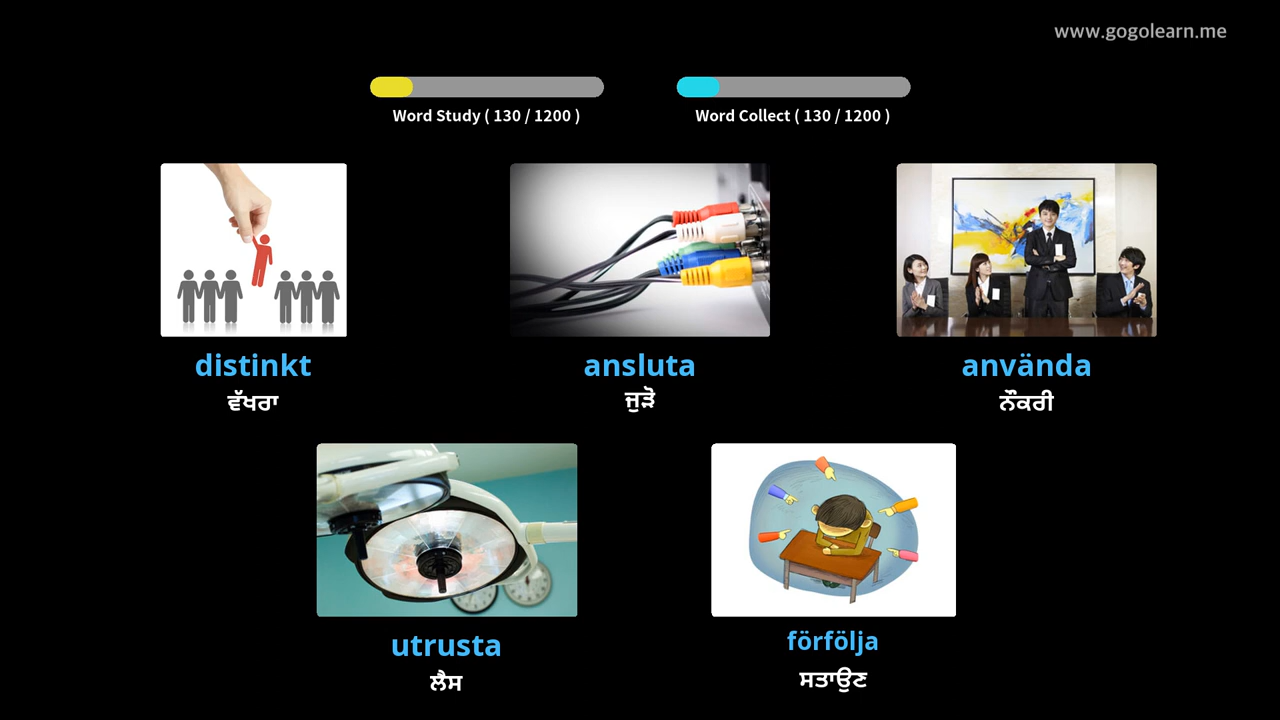 www.gogolearn.me
Word Study ( 130 / 1200 )
Word Collect ( 130 / 1200 )
distinkt
ਵੱਖਰਾ
ansluta
ਜੁੜੋ
använda
ਨੌਕਰੀ
utrusta
ਲੈਸ
förfölja
ਸਤਾਉਣ